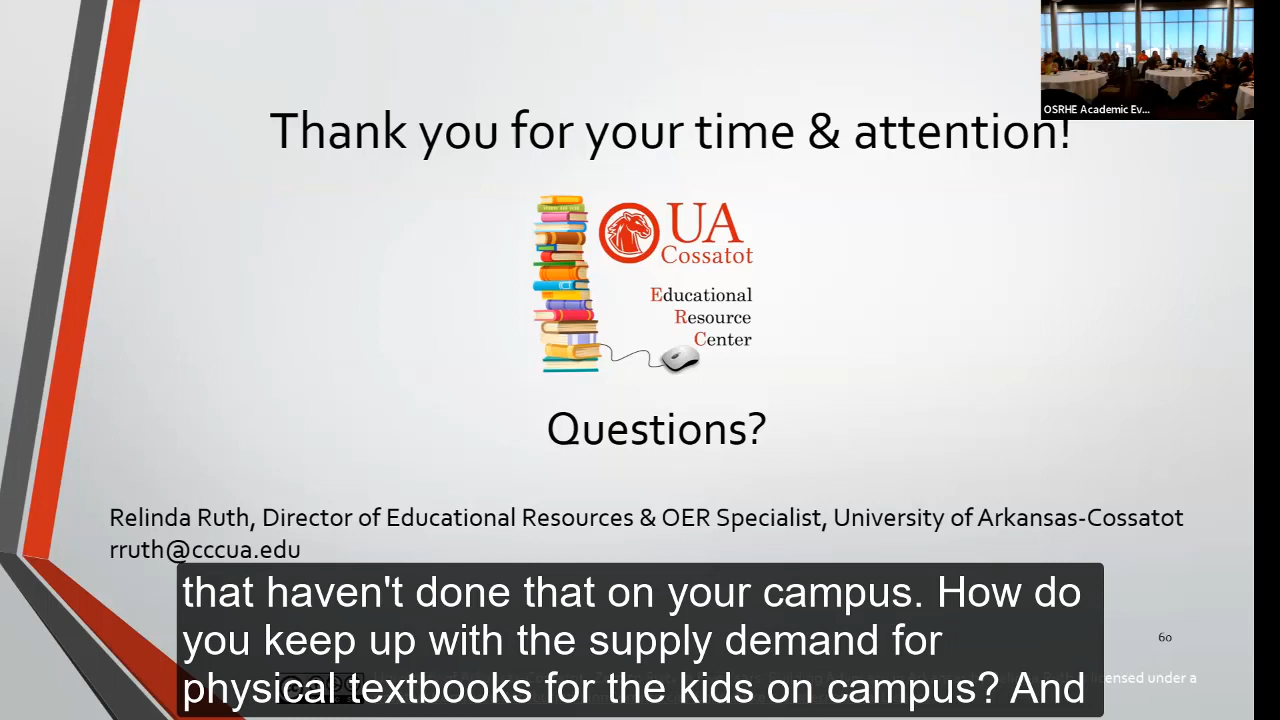 OSRHE Academic Ev...
Thank you for your time & attention!
UA
Cossatot
Educational
Resource
Center
Questions?
Relinda Ruth, Director of Educational Resources & OER Specialist, University of Arkansas-Cossatot
rruth@cccua.edu
that haven't done that on your campus. How do
you keep up with the supply demand for
physical textbooks for the kids on campus? And
60
licensed under a